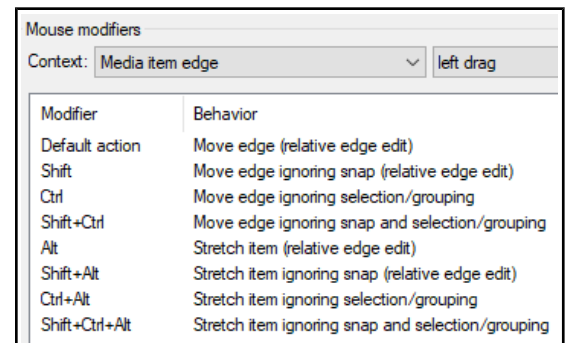 Mouse modifiers
Context: Media item edge left drag
Modifier Behavior
Default action Move edge (relative edge edit)
Shift Move edge ignoring snap (relative edge edit)
Ctrl Move edge ignoring selection/grouping
Shift+Ctrl Move edge ignoring snap and selection/grouping
Alt Stretch item (relative edge edit)
Shift+Alt Stretch item ignoring snap (relative edge edit)
Ctrl+Alt Stretch item ignoring selection/grouping
Shift+Ctrl+Alt Stretch item ignoring snap and selection/grouping